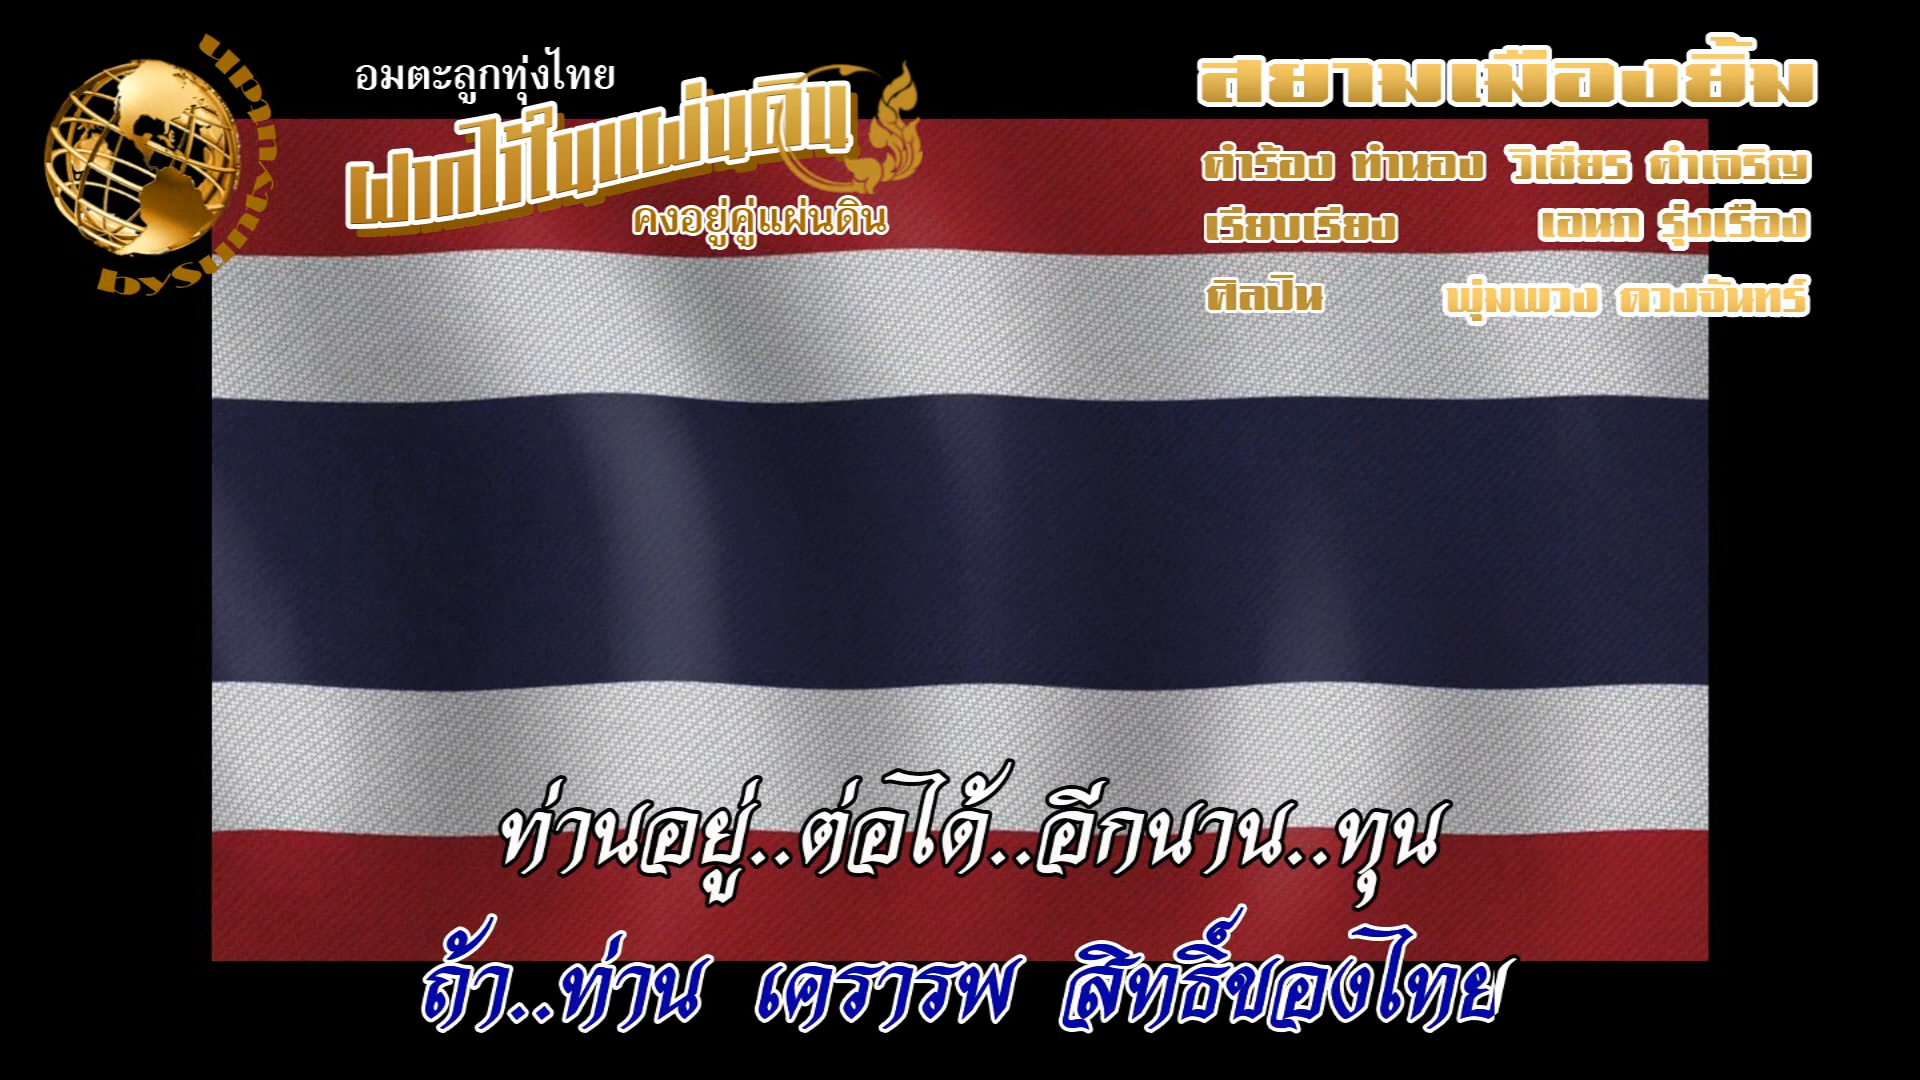 อมตะลูกทุ่งไทย
ฝากไว้ในแผ่นดิน
คงอยู่คู่แผ่นดิน
สยามเมืองยิ้ม
คำร้อง ทำนอง วิเชียร คำเจริญ
เรียบเรียง เอนก รุ่งเรือง
ศิลปิน พุ่มพวง ดวงจันทร์
ท่านอยู่..ต่อได้..อีกนาน..ทุน
ถ้า..ท่าน เครารพ สิทธิ์ของไทย